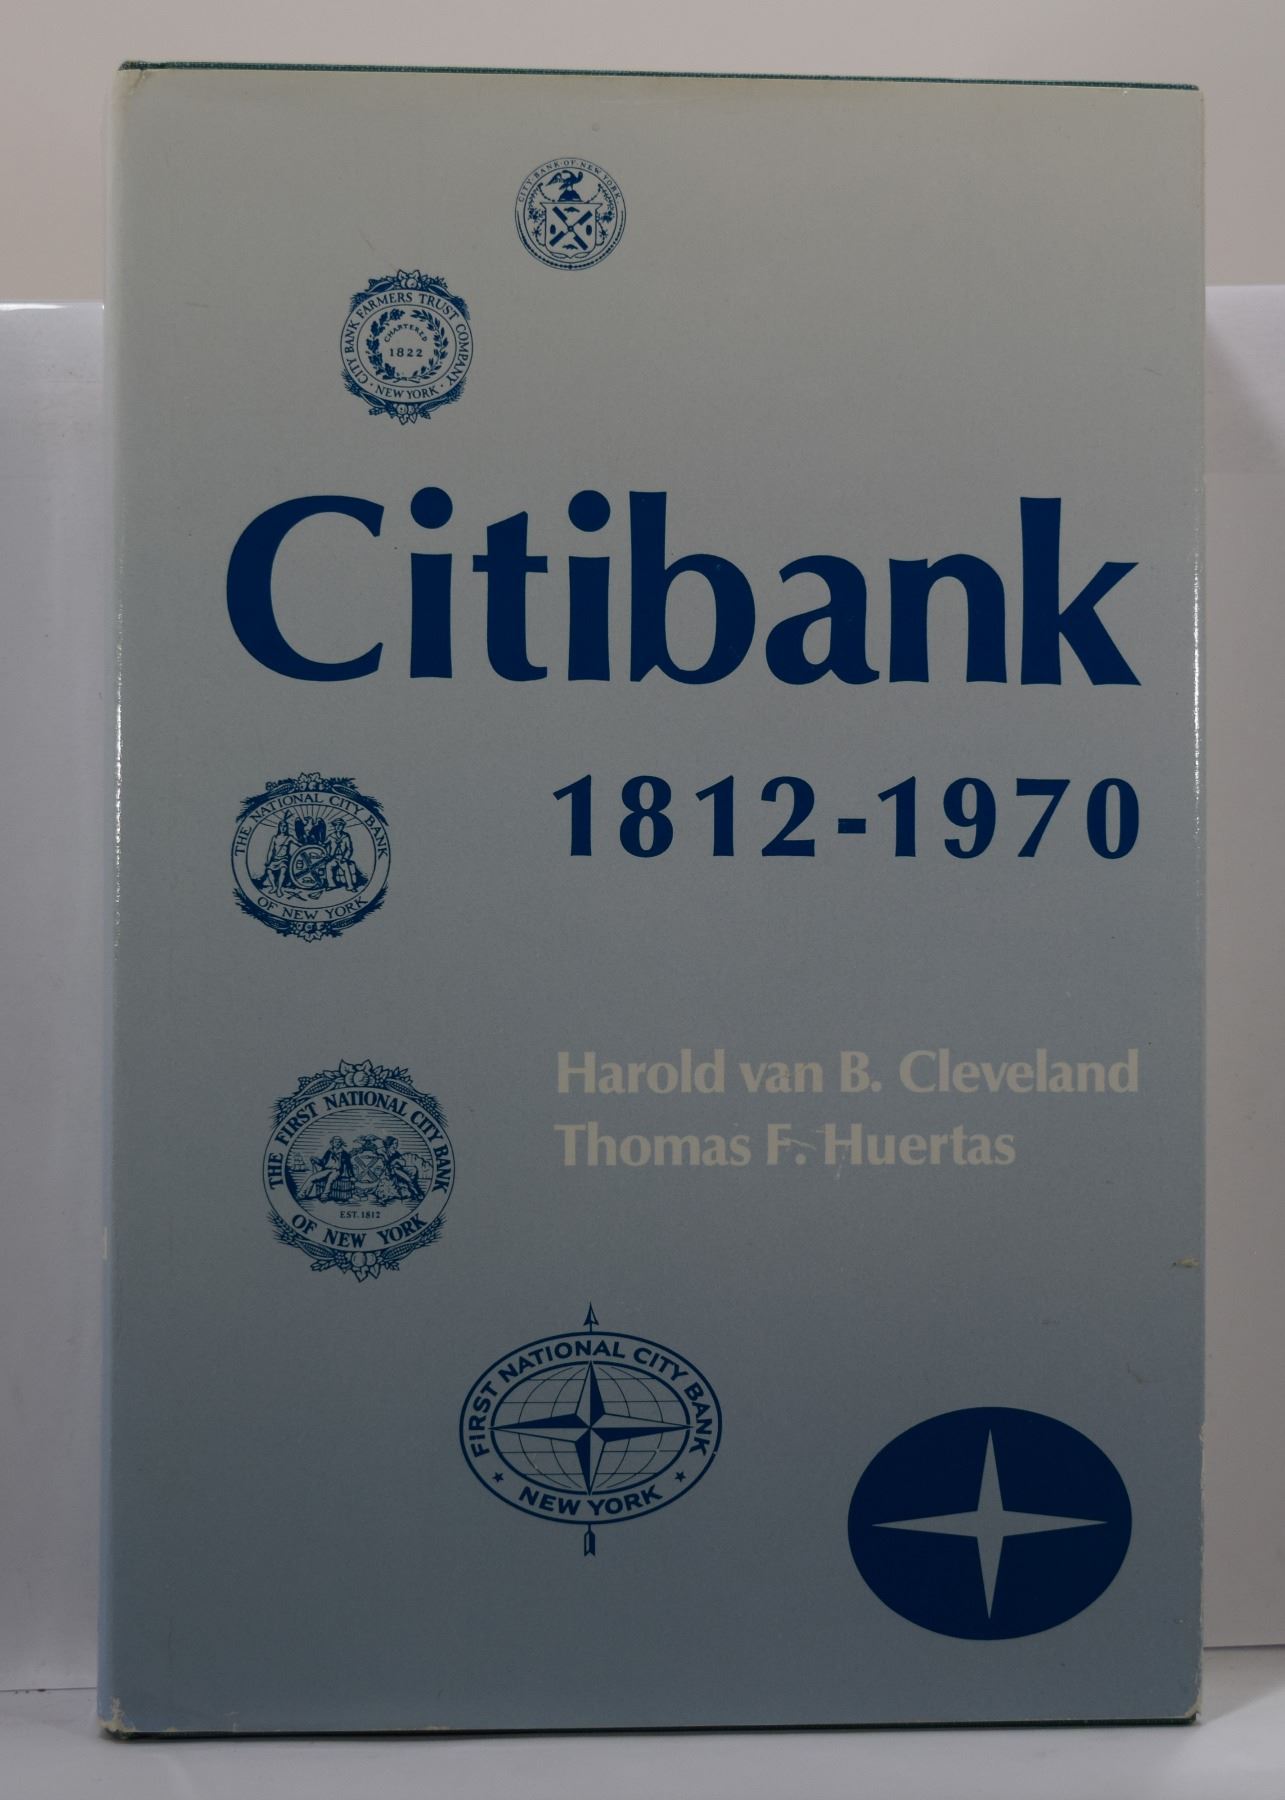 CITY BANK OF NEW YORK
CITY BANK FARMERS TRUST COMPANY
CHARTERED
1822
· NEW YORK ·
Citibank
1812-1970
THE NATIONAL CITY BANK
OF NEW YORK
Harold van B. Cleveland
Thomas F. Huertas
THE FIRST NATIONAL CITY BANK
EST. 1812
OF NEW YORK
FIRST NATIONAL CITY BANK
NEW YORK